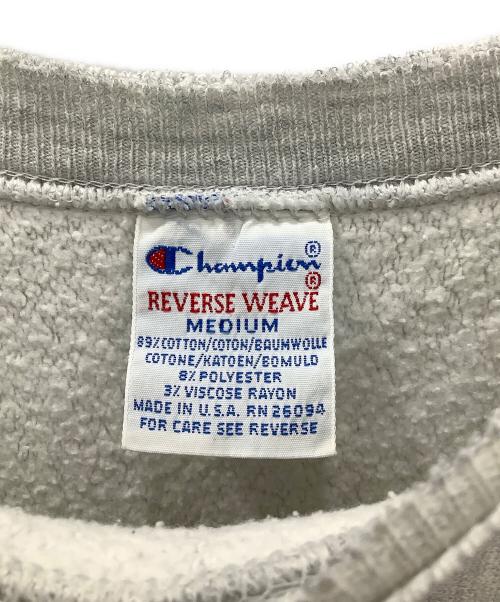 Champion®
REVERSE WEAVE®
MEDIUM
89% COTTON/COTON/BAUMWOLLE
COTONE/KATOEN/BOMULD
8% POLYESTER
3% VISCOSE RAYON
MADE IN U.S.A. RN 26094
FOR CARE SEE REVERSE